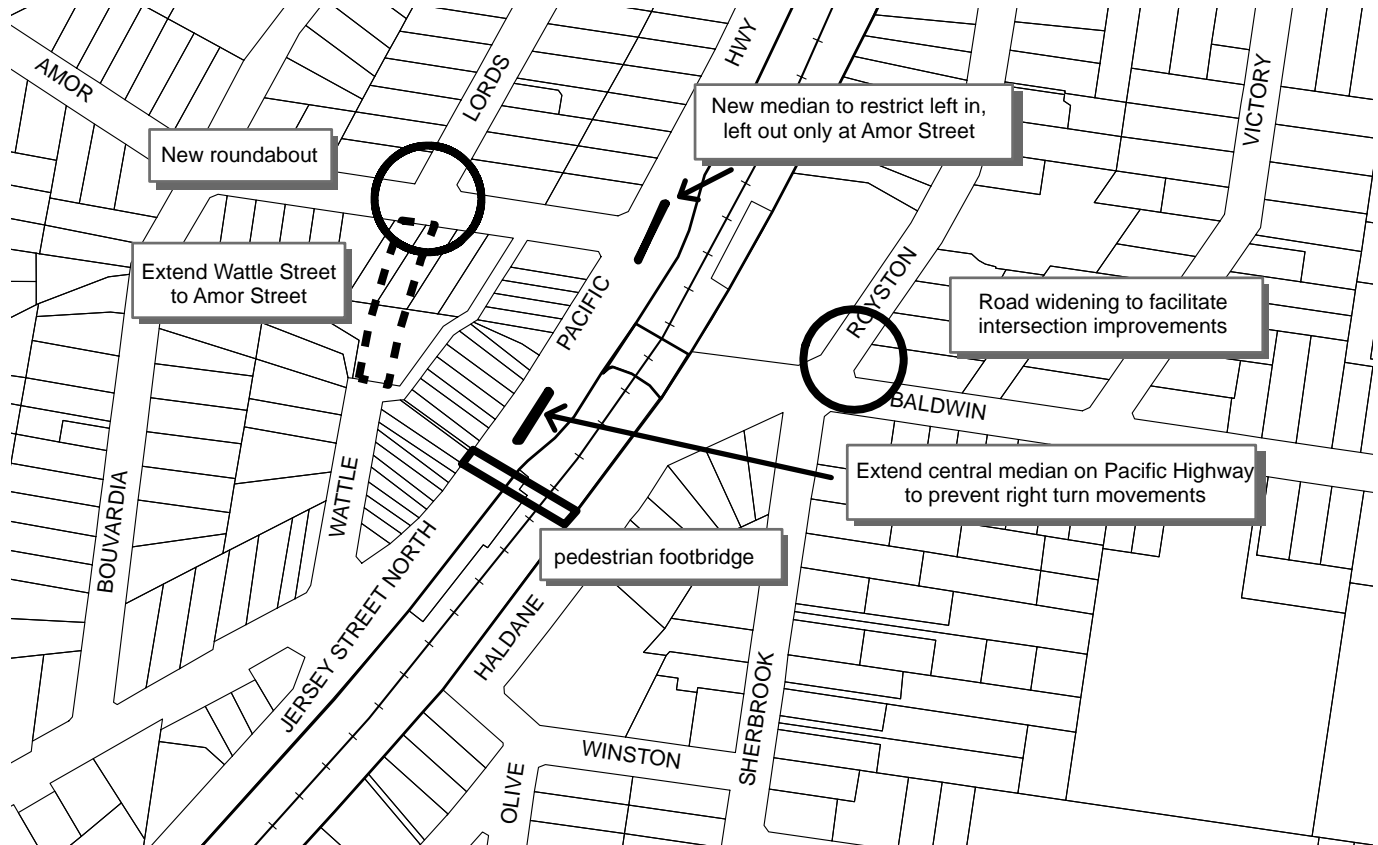 AMOR
LORDS
HWY
VICTORY
New median to restrict left in,
left out only at Amor Street
New roundabout
Extend Wattle Street
to Amor Street
PACIFIC
ROYSTON
Road widening to facilitate
intersection improvements
BALDWIN
Extend central median on Pacific Highway
to prevent right turn movements
WATTLE
BOUVARDIA
pedestrian footbridge
JERSEY STREET NORTH
HALDANE
SHERBROOK
WINSTON
OLIVE